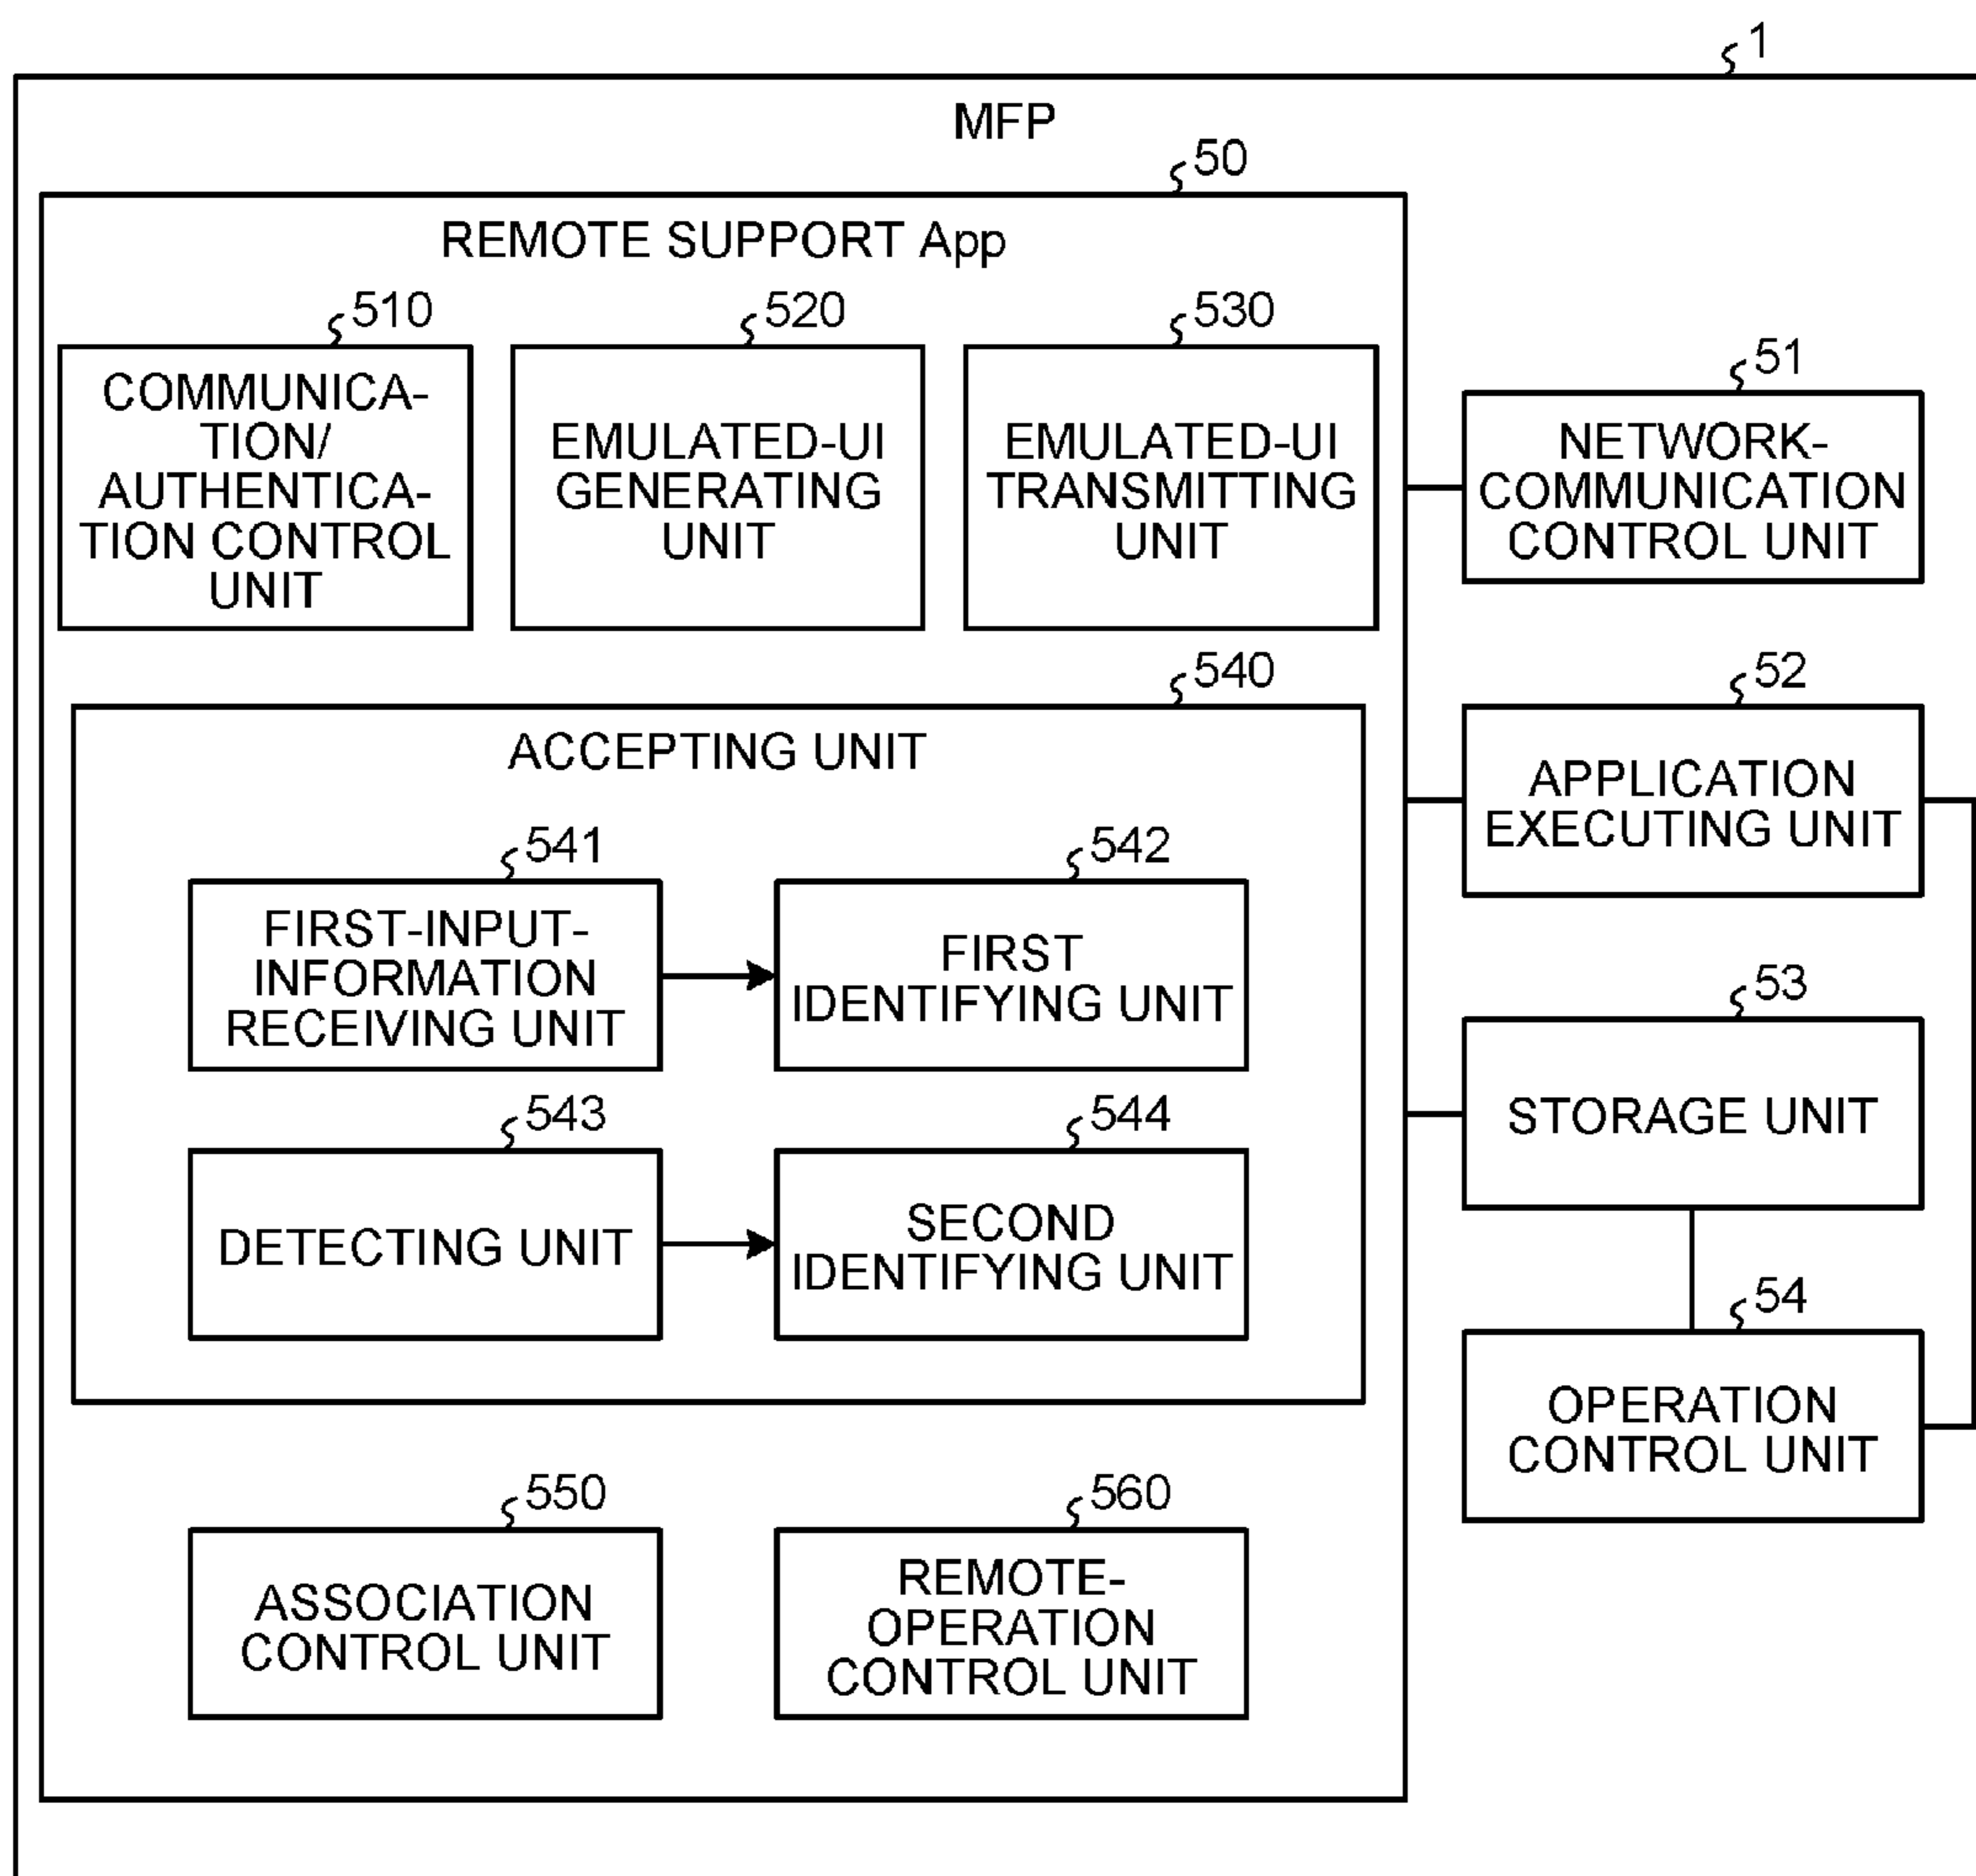 1
MFP
50
REMOTE SUPPORT App
510
COMMUNICA-
TION/
AUTHENTICA-
TION CONTROL
UNIT
520
EMULATED-UI
GENERATING
UNIT
530
EMULATED-UI
TRANSMITTING
UNIT
51
NETWORK-
COMMUNICATION
CONTROL UNIT
540
ACCEPTING UNIT
52
APPLICATION
EXECUTING UNIT
541
FIRST-INPUT-
INFORMATION
RECEIVING UNIT
542
FIRST
IDENTIFYING UNIT
53
STORAGE UNIT
543
DETECTING UNIT
544
SECOND
IDENTIFYING UNIT
54
OPERATION
CONTROL UNIT
550
ASSOCIATION
CONTROL UNIT
560
REMOTE-
OPERATION
CONTROL UNIT